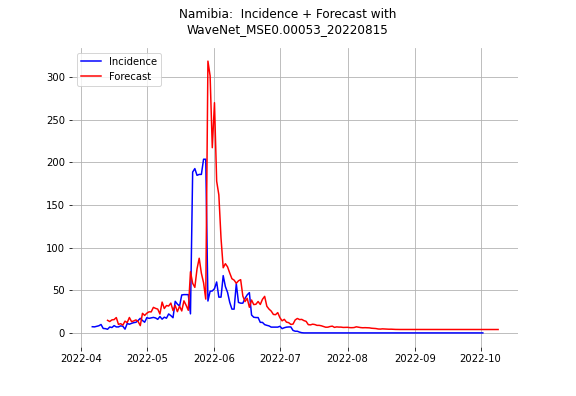 Namibia:  Incidence + Forecast with
WaveNet_MSE0.00053_20220815
Incidence
Forecast
300
250
200
150
100
50
0
2022-04 2022-05 2022-06 2022-07 2022-08 2022-09 2022-10